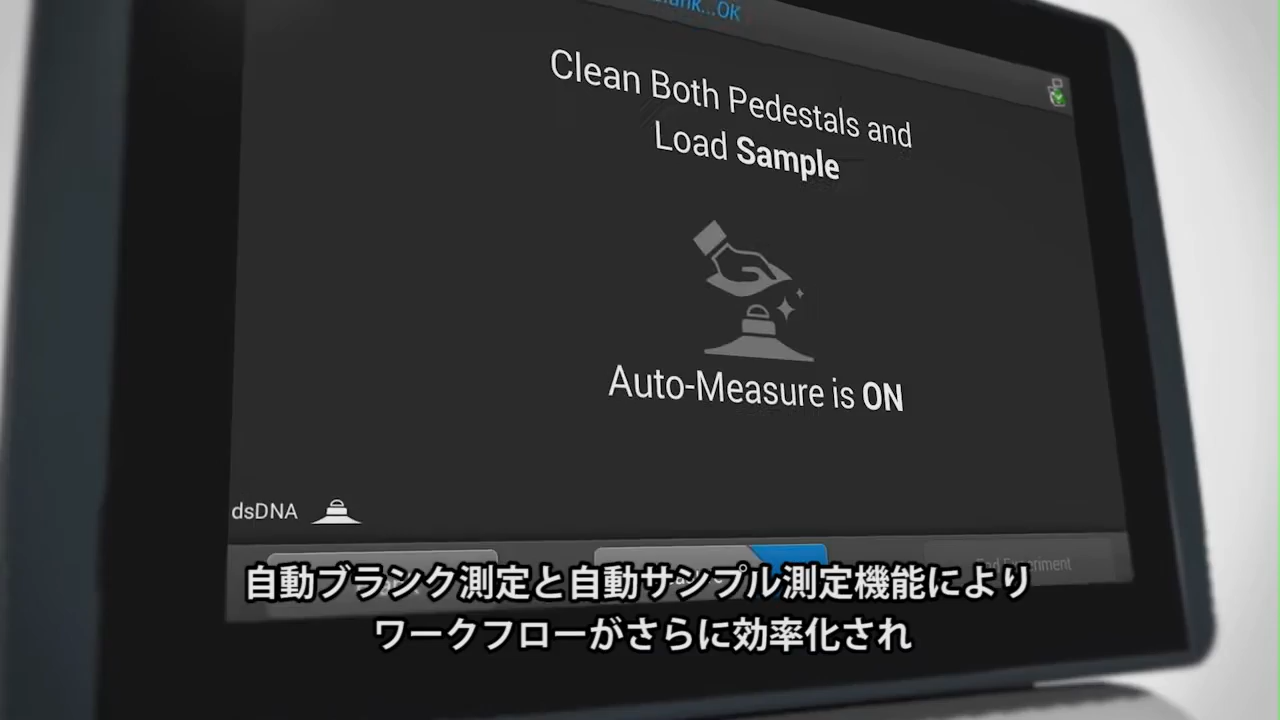 ...OK
Clean Both Pedestals and
Load Sample
Auto-Measure is ON
dsDNA
自動ブランク測定と自動サンプル測定機能により
ワークフローがさらに効率化され